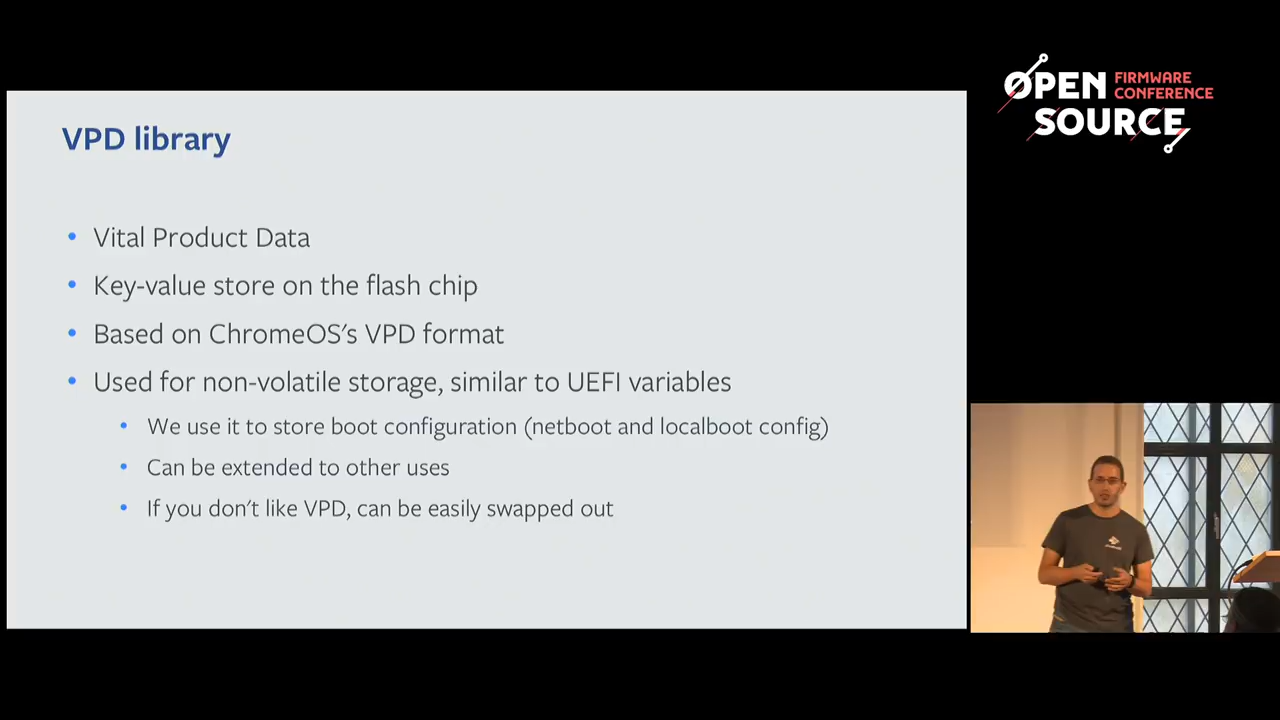 VPD library
Vital Product Data
Key-value store on the flash chip
Based on ChromeOS's VPD format
Used for non-volatile storage, similar to UEFI variables
We use it to store boot configuration (netboot and localboot config)
Can be extended to other uses
If you don't like VPD, can be easily swapped out
OPEN FIRMWARE
CONFERENCE
SOURCE